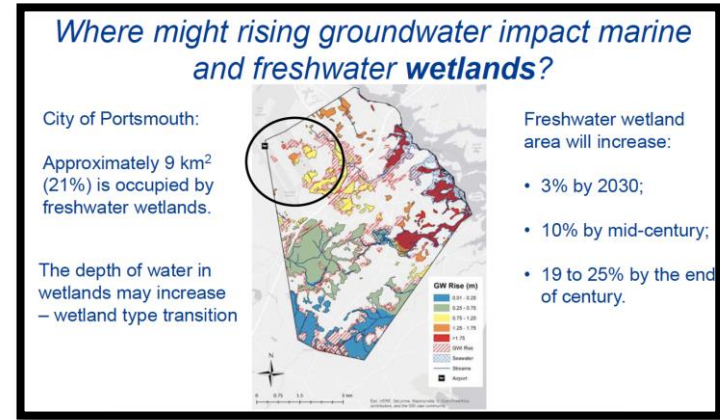 Where might rising groundwater impact marine
and freshwater wetlands?
City of Portsmouth:
Approximately 9 km²
(21%) is occupied by
freshwater wetlands.
The depth of water in
wetlands may increase
– wetland type transition
GW Rise (m)
0.01 - 0.25
0.25 - 0.75
0.75 - 1.25
1.25 - 1.75
>1.75
GW Rise
Seawater
Streams
Airport
N
Freshwater wetland
area will increase:
• 3% by 2030;
• 10% by mid-century;
• 19 to 25% by the end
of century.